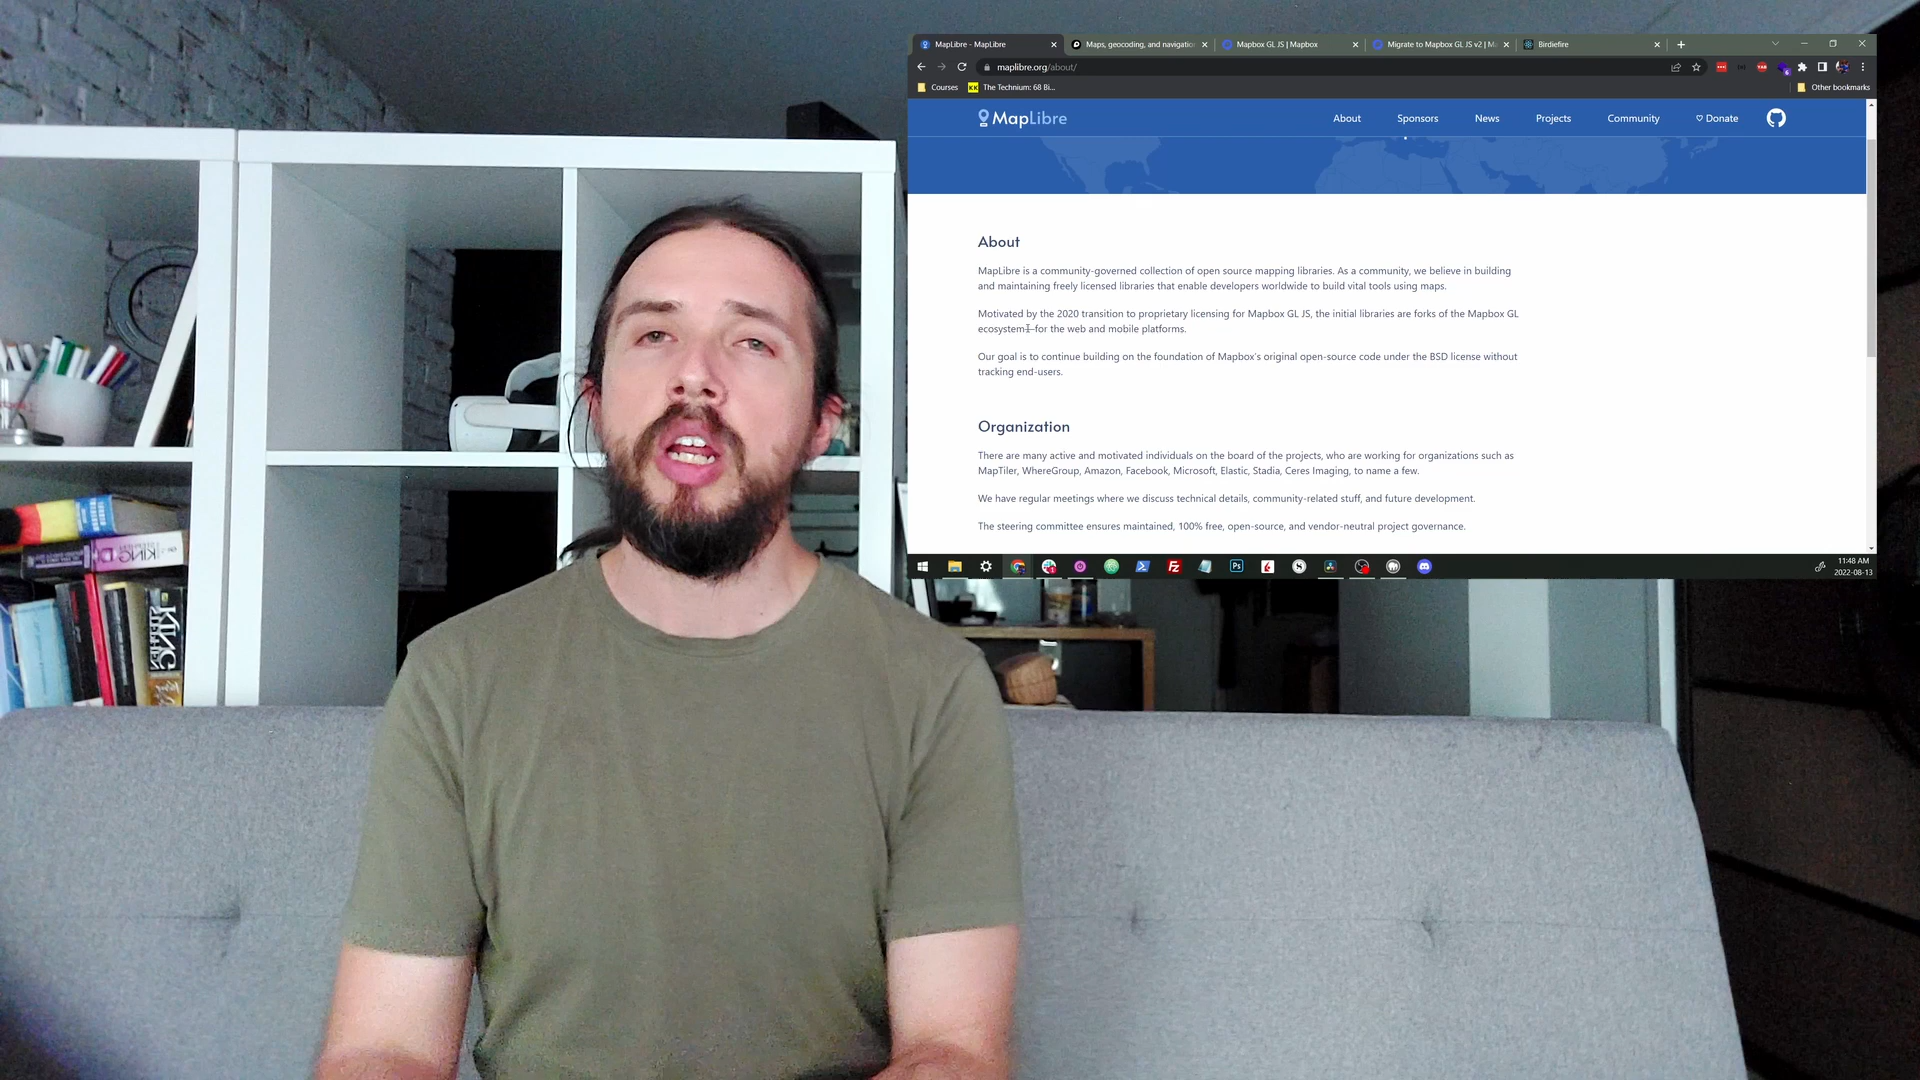 MapLibre - MapLibre
Maps, geocoding, and navigatio
Mapbox GL JS | Mapbox
Migrate to Mapbox GL JS v2 | M
Birdiefire
maplibre.org/about/
Courses
KK The Technium: 68 Bi...
Other bookmarks
MapLibre
About
Sponsors
News
Projects
Community
Donate
About
MapLibre is a community-governed collection of open source mapping libraries. As a community, we believe in building
and maintaining freely licensed libraries that enable developers worldwide to build vital tools using maps.
Motivated by the 2020 transition to proprietary licensing for Mapbox GL JS, the initial libraries are forks of the Mapbox GL
ecosystem—for the web and mobile platforms.
Our goal is to continue building on the foundation of Mapbox's original open-source code under the BSD license without
tracking end-users.
Organization
There are many active and motivated individuals on the board of the projects, who are working for organizations such as
MapTiler, WhereGroup, Amazon, Facebook, Microsoft, Elastic, Stadia, Ceres Imaging, to name a few.
We have regular meetings where we discuss technical details, community-related stuff, and future development.
The steering committee ensures maintained, 100% free, open-source, and vendor-neutral project governance.
Fz
Ps
11:48 AM
2022-08-13
KING
KING
STEPHEN